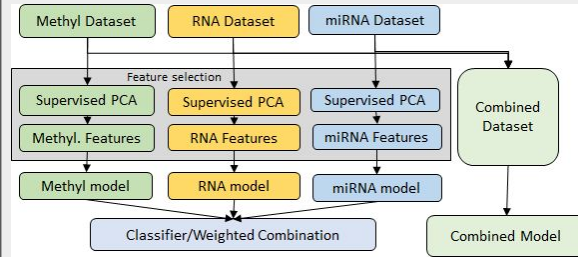 Methyl Dataset
RNA Dataset
miRNA Dataset
Feature selection
Supervised PCA
Supervised PCA
Supervised PCA
Combined
Dataset
Methyl. Features
RNA Features
miRNA Features
Methyl model
RNA model
miRNA model
Classifier/Weighted Combination
Combined Model